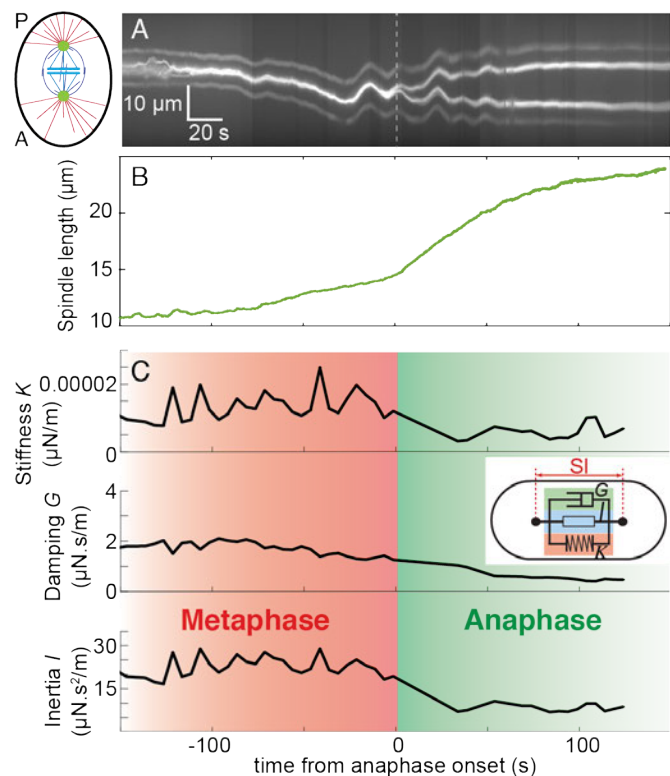 P
A
A
10 μm
20 s
B
Spindle length (μm)
20
15
10
C
Stiffness K
(μN/m)
0.00002
0
SI
G
I
K
Damping G
(μN.s/m)
4
2
0
Metaphase
Anaphase
Inertia I
(μN.s²/m)
30
15
-100
0
100
time from anaphase onset (s)